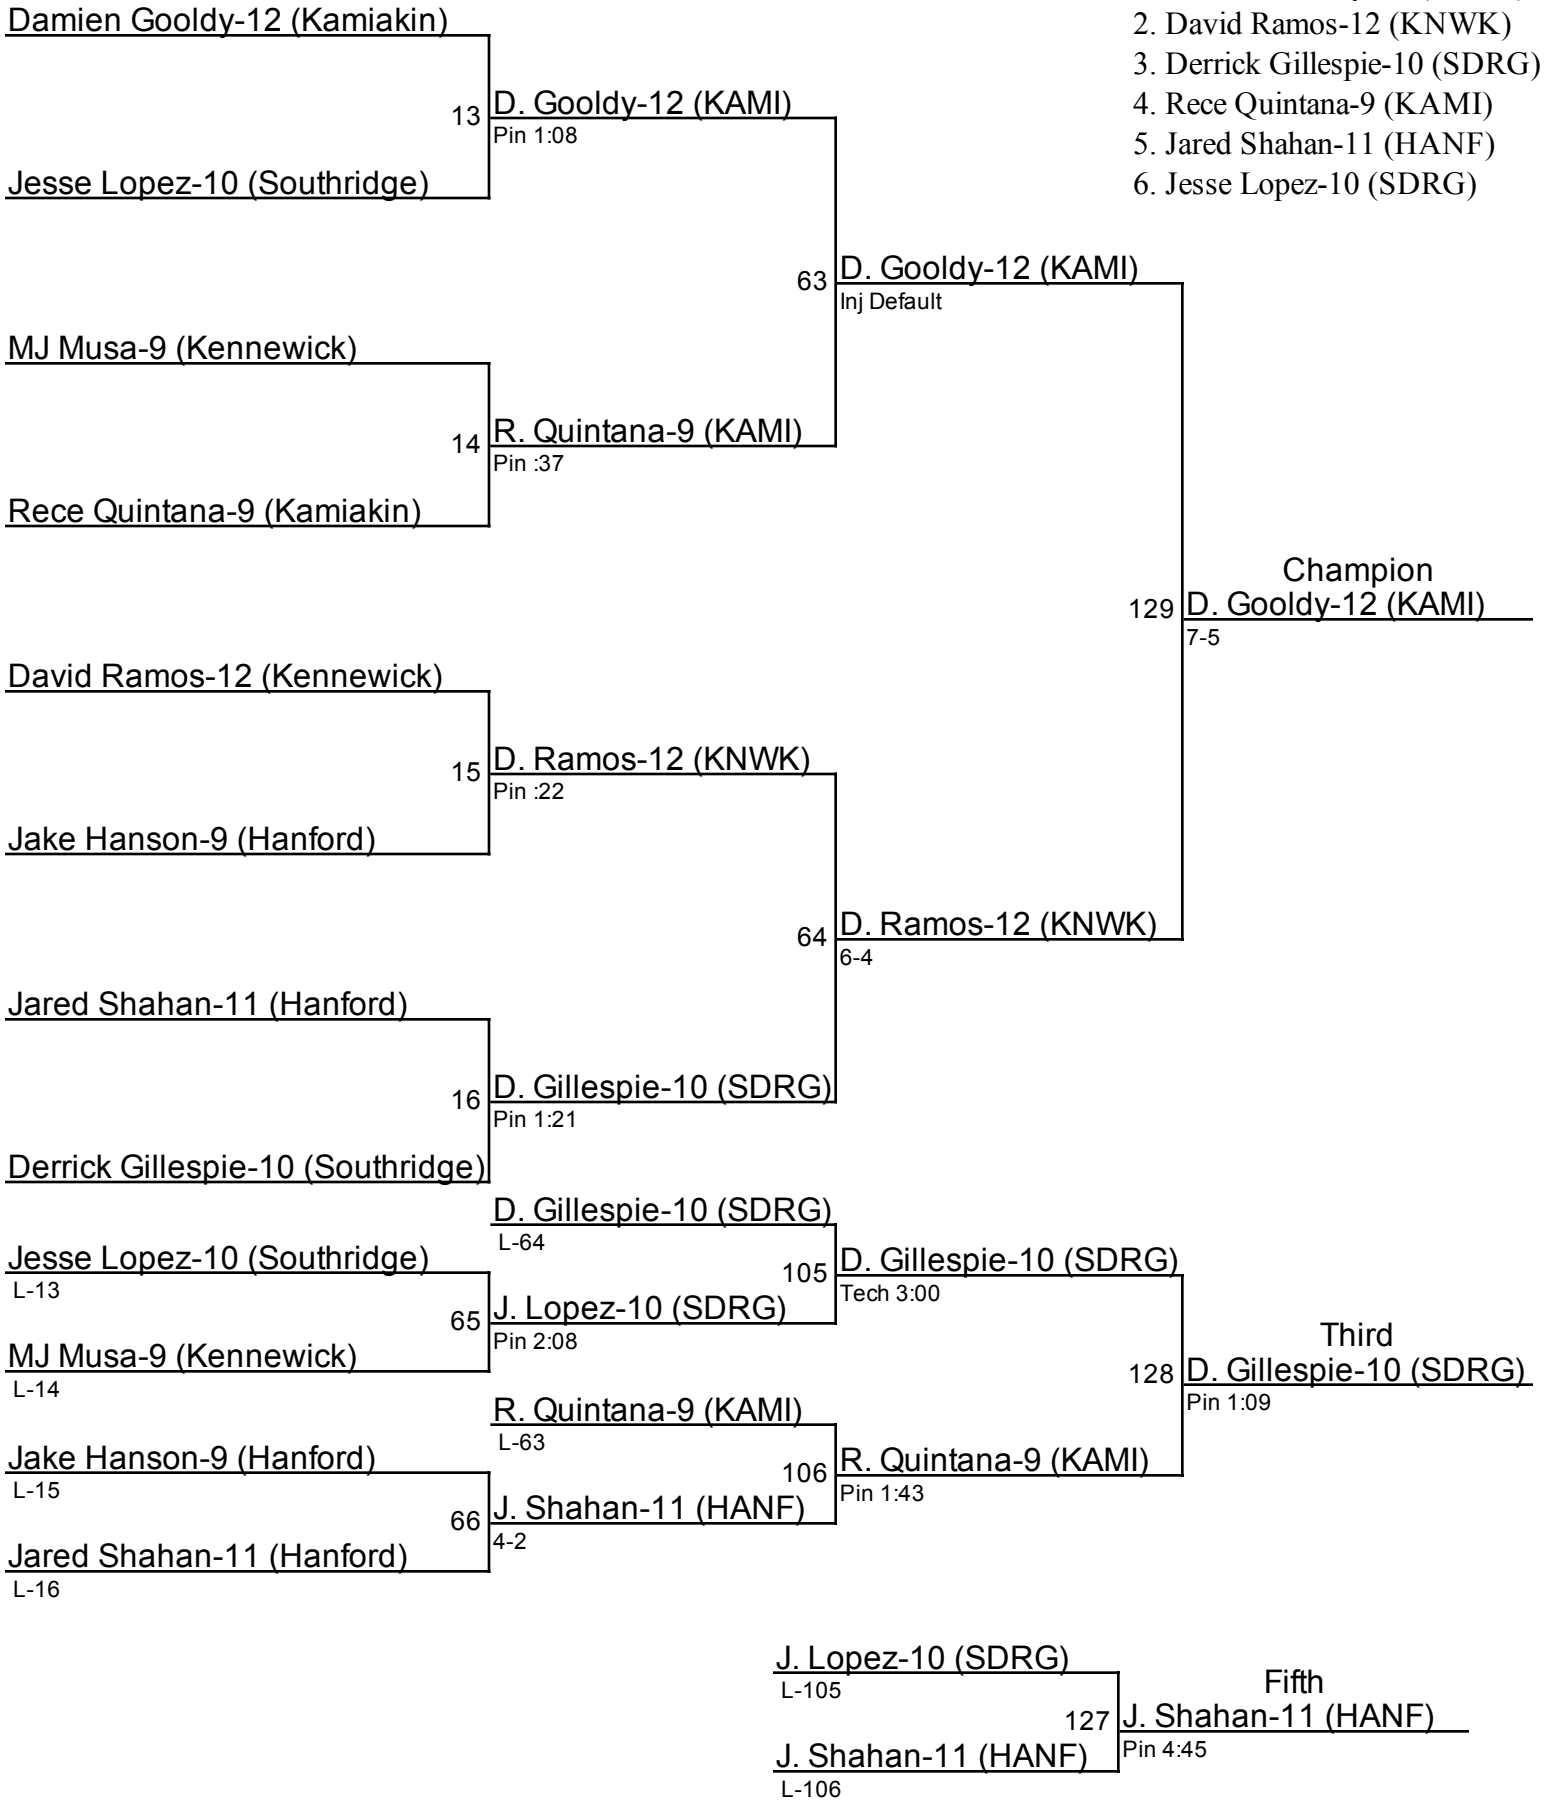 Damien Gooldy-12 (Kamiakin)
2. David Ramos-12 (KNWK)
3. Derrick Gillespie-10 (SDRG)
4. Rece Quintana-9 (KAMI)
5. Jared Shahan-11 (HANF)
6. Jesse Lopez-10 (SDRG)
13
D. Gooldy-12 (KAMI)
Pin 1:08
Jesse Lopez-10 (Southridge)
63
D. Gooldy-12 (KAMI)
Inj Default
MJ Musa-9 (Kennewick)
14
R. Quintana-9 (KAMI)
Pin :37
Rece Quintana-9 (Kamiakin)
Champion
129
D. Gooldy-12 (KAMI)
7-5
David Ramos-12 (Kennewick)
15
D. Ramos-12 (KNWK)
Pin :22
Jake Hanson-9 (Hanford)
64
D. Ramos-12 (KNWK)
6-4
Jared Shahan-11 (Hanford)
16
D. Gillespie-10 (SDRG)
Pin 1:21
Derrick Gillespie-10 (Southridge)
D. Gillespie-10 (SDRG)
L-64
Jesse Lopez-10 (Southridge)
L-13
105
D. Gillespie-10 (SDRG)
Tech 3:00
65
J. Lopez-10 (SDRG)
Pin 2:08
MJ Musa-9 (Kennewick)
L-14
Third
128
D. Gillespie-10 (SDRG)
Pin 1:09
R. Quintana-9 (KAMI)
L-63
Jake Hanson-9 (Hanford)
L-15
106
R. Quintana-9 (KAMI)
Pin 1:43
66
J. Shahan-11 (HANF)
4-2
Jared Shahan-11 (Hanford)
L-16
J. Lopez-10 (SDRG)
L-105
Fifth
127
J. Shahan-11 (HANF)
Pin 4:45
J. Shahan-11 (HANF)
L-106